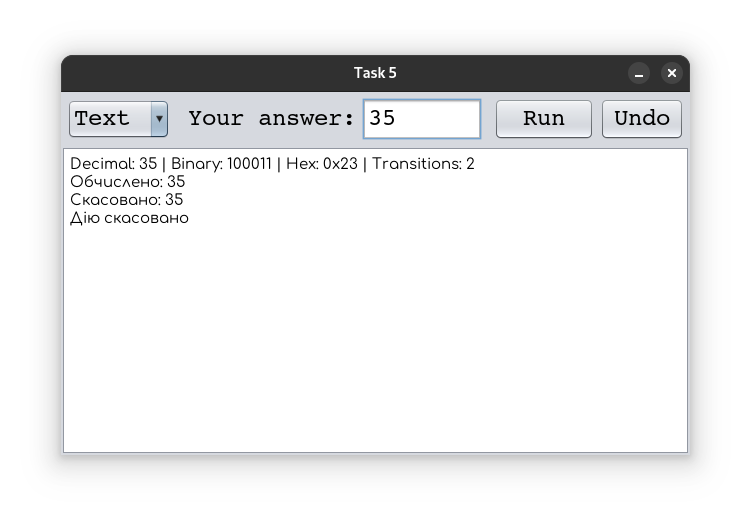 Task 5
Text Your answer: 35 Run Undo
Decimal: 35 | Binary: 100011 | Hex: 0x23 | Transitions: 2
Обчислено: 35
Скасовано: 35
Дію скасовано